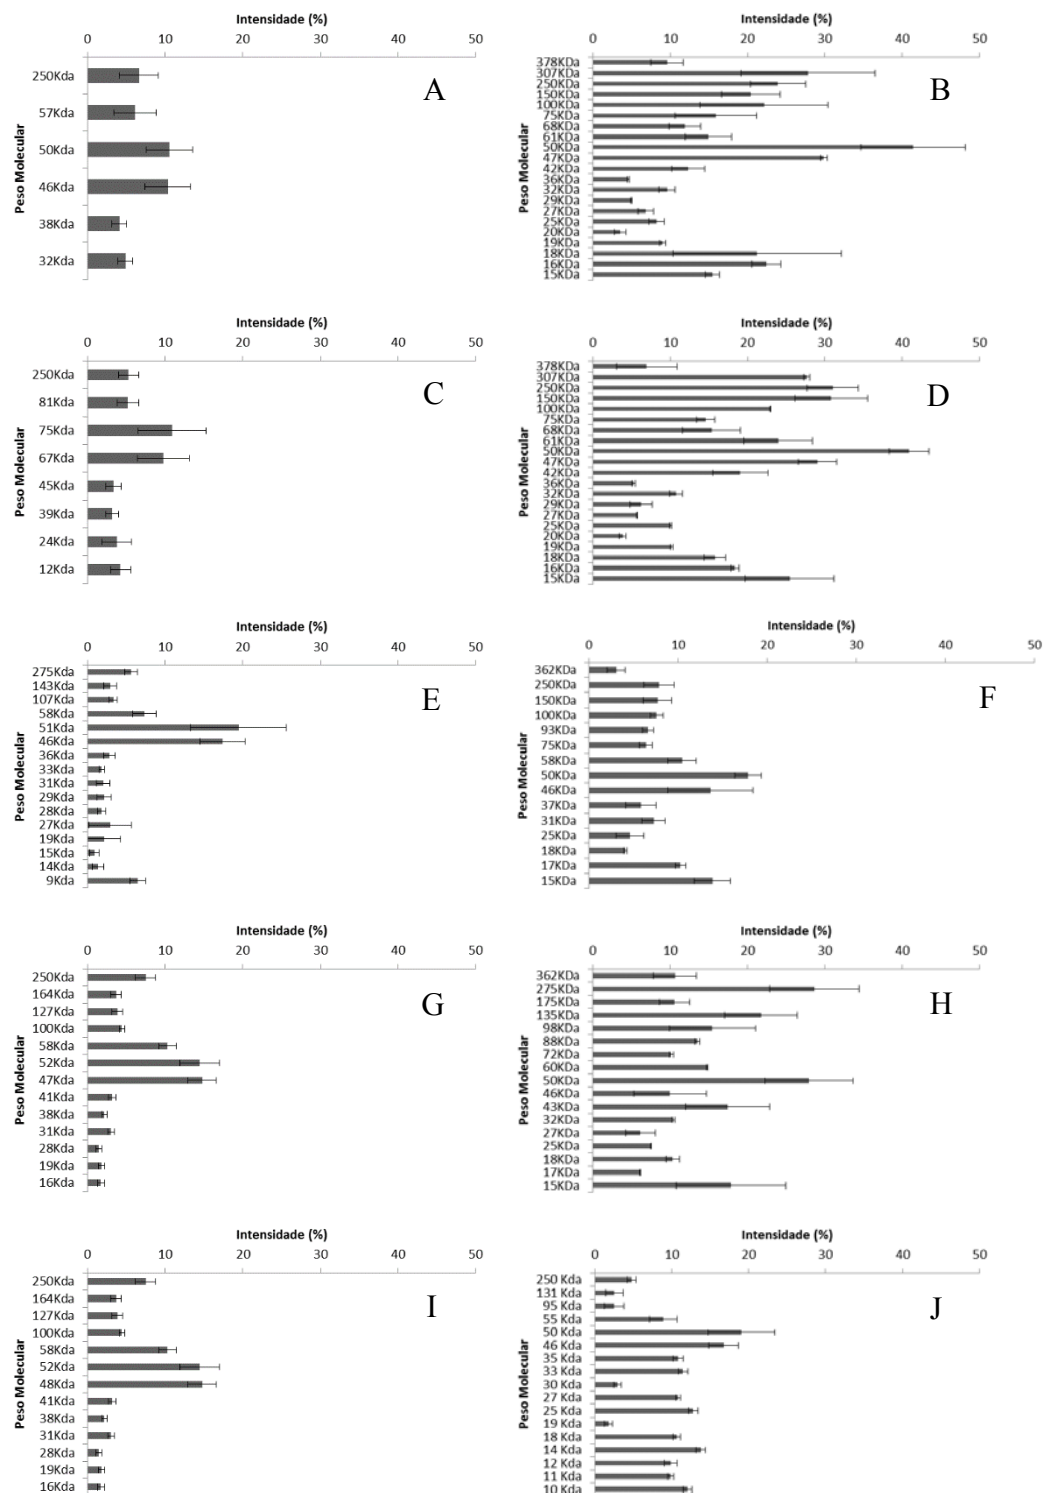 Intensidade (%)
0 10 20 30 40 50
250Kda
57Kda
50Kda
46Kda
38Kda
32Kda
Peso Molecular
A
Intensidade (%)
0 10 20 30 40 50
378KDa
307KDa
250KDa
150KDa
100KDa
75KDa
68KDa
61KDa
50KDa
47KDa
42KDa
36KDa
32KDa
29KDa
27KDa
25KDa
20KDa
19KDa
18KDa
16KDa
15KDa
Peso Molecular
B
Intensidade (%)
0 10 20 30 40 50
250Kda
81Kda
75Kda
67Kda
45Kda
39Kda
24Kda
12Kda
Peso Molecular
C
Intensidade (%)
0 10 20 30 40 50
378KDa
307KDa
250KDa
150KDa
100KDa
75KDa
68KDa
61KDa
50KDa
47KDa
42KDa
36KDa
32KDa
29KDa
27KDa
25KDa
20KDa
19KDa
18KDa
16KDa
15KDa
Peso Molecular
D
Intensidade (%)
0 10 20 30 40 50
275Kda
143Kda
107Kda
58Kda
51Kda
46Kda
36Kda
33Kda
31Kda
29Kda
28Kda
27Kda
19Kda
15Kda
14Kda
9Kda
Peso Molecular
E
Intensidade (%)
0 10 20 30 40 50
362KDa
250KDa
150KDa
100KDa
93KDa
75KDa
58KDa
50KDa
46KDa
37KDa
31KDa
25KDa
18KDa
17KDa
15KDa
Peso Molecular
F
Intensidade (%)
0 10 20 30 40 50
250Kda
164Kda
127Kda
100Kda
58Kda
52Kda
47Kda
41Kda
38Kda
31Kda
28Kda
19Kda
16Kda
Peso Molecular
G
Intensidade (%)
0 10 20 30 40 50
362KDa
275KDa
175KDa
135KDa
98KDa
88KDa
72KDa
60KDa
50KDa
46KDa
43KDa
32KDa
27KDa
25KDa
18KDa
17KDa
15KDa
Peso Molecular
H
Intensidade (%)
0 10 20 30 40 50
250Kda
164Kda
127Kda
100Kda
58Kda
52Kda
48Kda
41Kda
38Kda
31Kda
28Kda
19Kda
16Kda
Peso Molecular
I
Intensidade (%)
0 10 20 30 40 50
250 Kda
131 Kda
95 Kda
55 Kda
50 Kda
46 Kda
35 Kda
33 Kda
30 Kda
27 Kda
25 Kda
19 Kda
18 Kda
14 Kda
12 Kda
11 Kda
10 Kda
Peso Molecular
J